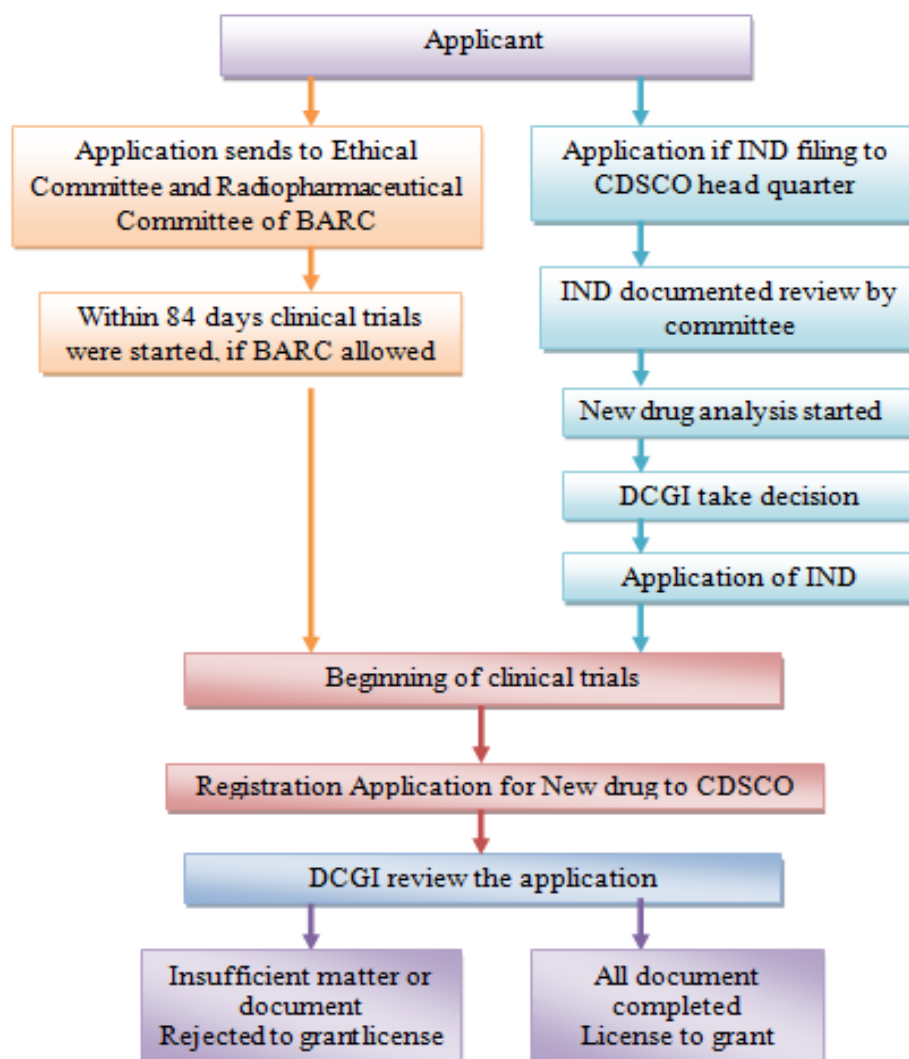 Applicant
Application sends to Ethical
Committee and Radiopharmaceutical
Committee of BARC
Within 84 days clinical trials
were started, if BARC allowed
Application if IND filing to
CDSCO head quarter
IND documented review by
committee
New drug analysis started
DCGI take decision
Application of IND
Beginning of clinical trials
Registration Application for New drug to CDSCO
DCGI review the application
Insufficient matter or
document
Rejected to grantlicense
All document
completed
License to grant